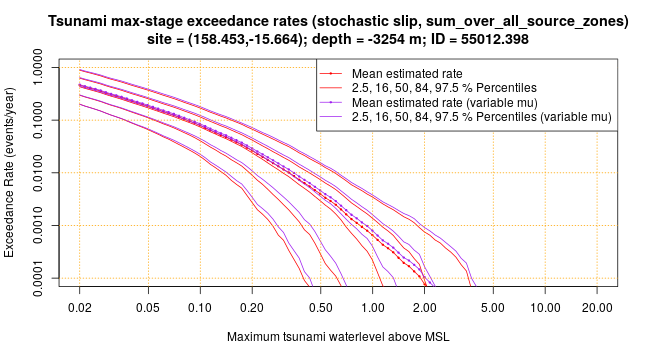 Tsunami max-stage exceedance rates (stochastic slip, sum_over_all_source_zones)
site = (158.453,-15.664); depth = -3254 m; ID = 55012.398
Exceedance Rate (events/year)
1.0000
0.1000
0.0100
0.0010
0.0001
Mean estimated rate
2.5, 16, 50, 84, 97.5 % Percentiles
Mean estimated rate (variable mu)
2.5, 16, 50, 84, 97.5 % Percentiles (variable mu)
0.02 0.05 0.10 0.20 0.50 1.00 2.00 5.00 10.00 20.00
Maximum tsunami waterlevel above MSL